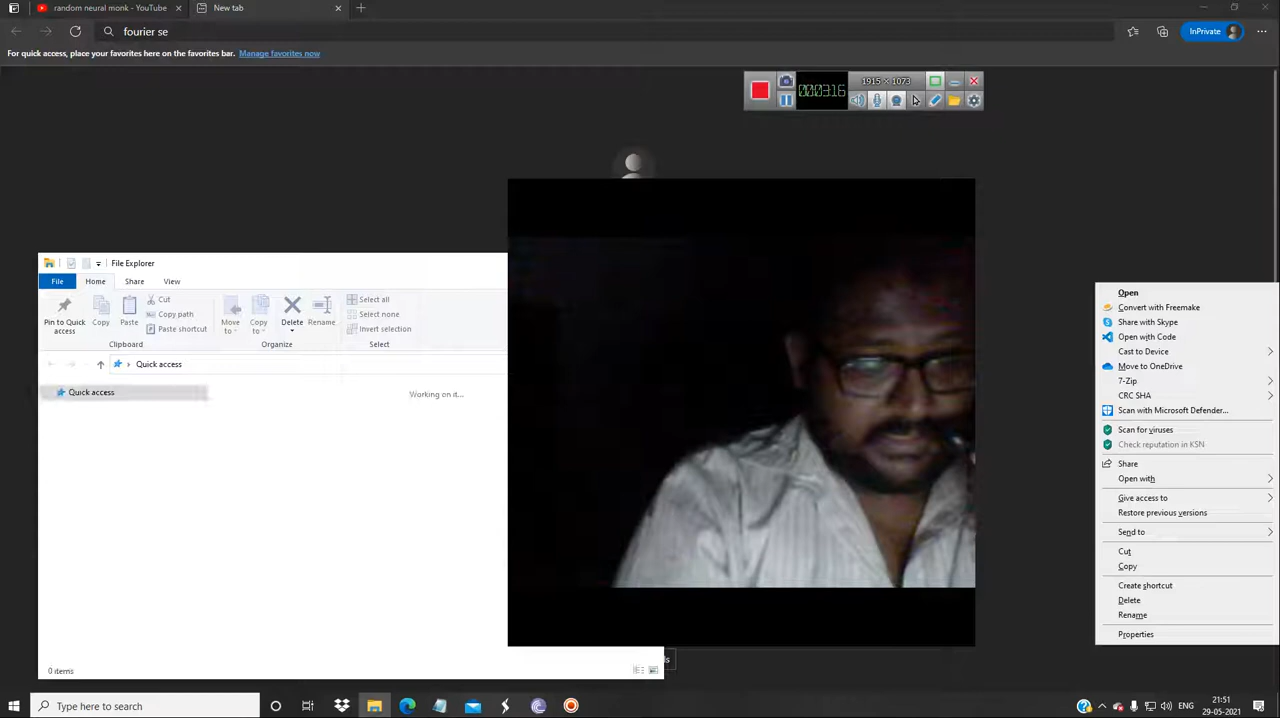 random neural monk - YouTube
New tab
fourier se
InPrivate
For quick access, place your favorites here on the favorites bar. Manage favorites now
1915 × 1073
000316
File Explorer
File
Home
Share
View
Pin to Quick access
Copy
Paste
Cut
Copy path
Paste shortcut
Clipboard
Move to
Copy to
Delete
Rename
Organize
Select all
Select none
Invert selection
Select
Quick access
Quick access
Working on it...
0 items
Open
Convert with Freemake
Share with Skype
Open with Code
Cast to Device
Move to OneDrive
7-Zip
CRC SHA
Scan with Microsoft Defender...
Scan for viruses
Check reputation in KSN
Share
Open with
Give access to
Restore previous versions
Send to
Cut
Copy
Create shortcut
Delete
Rename
Properties
Type here to search
ENG
21:51
29-05-2021